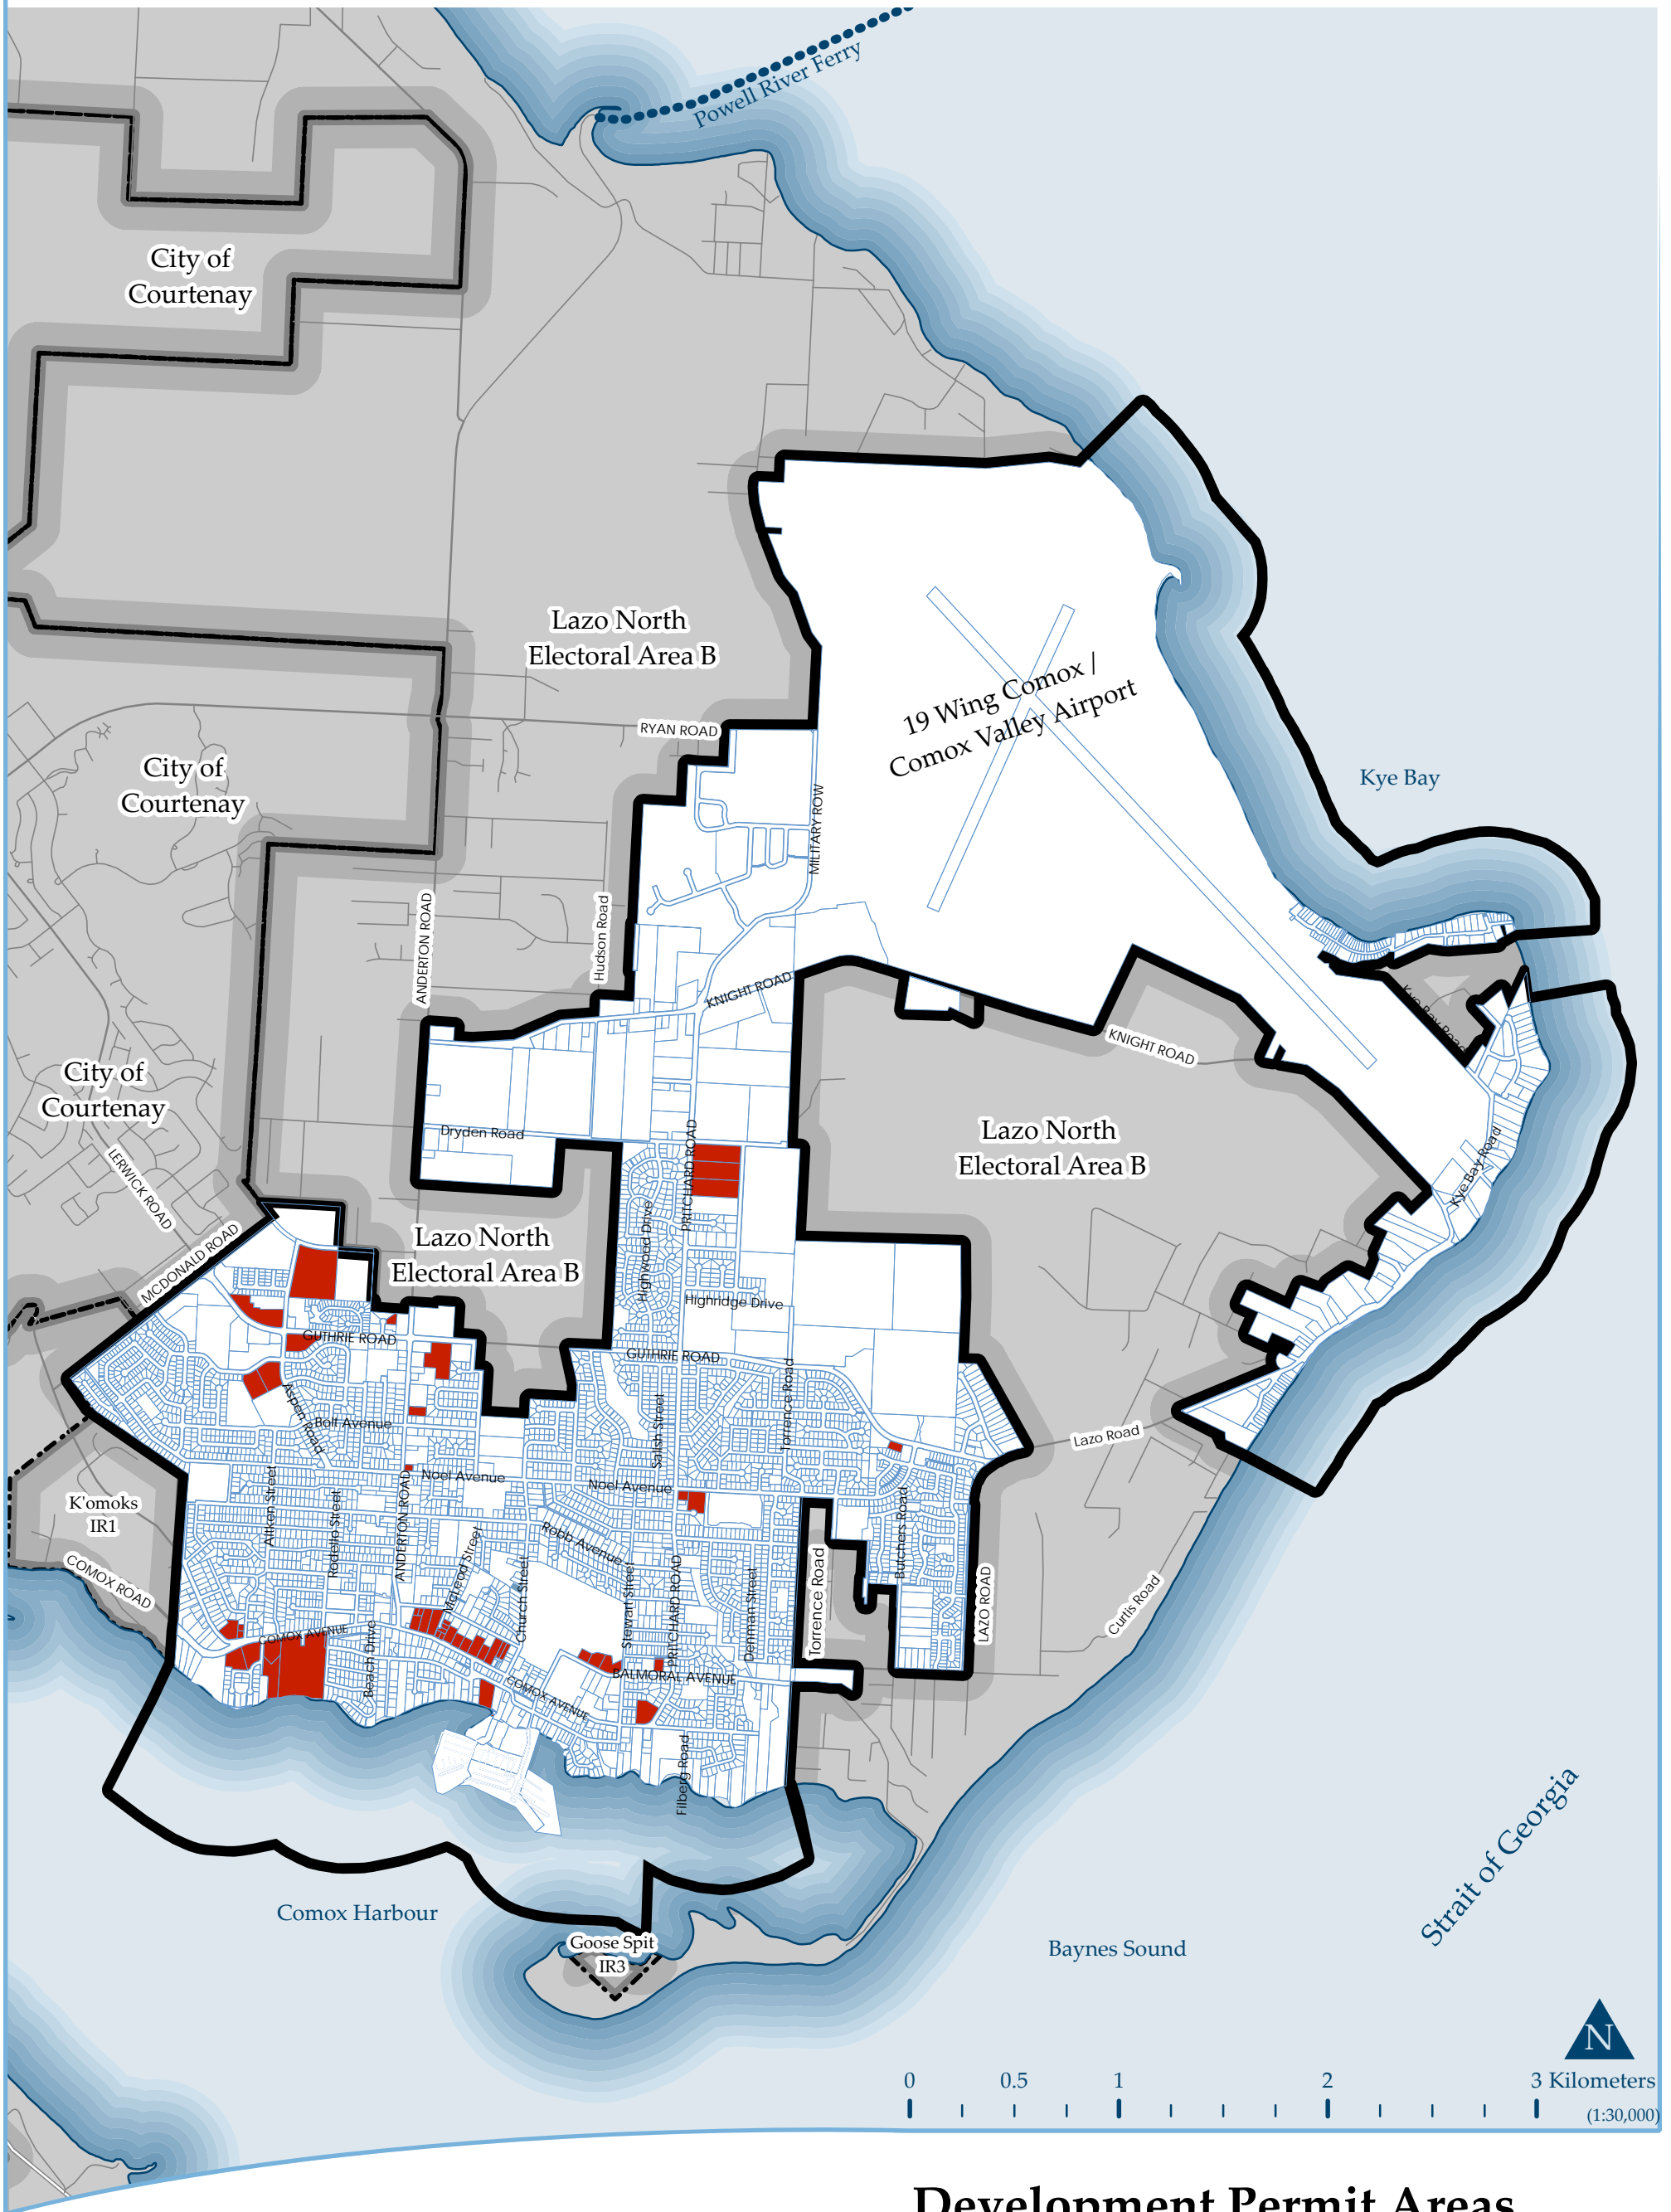 Powell River Ferry
City of
Courtenay
Lazo North
Electoral Area B
19 Wing Comox /
Comox Valley Airport
RYAN ROAD
Kye Bay
City of
Courtenay
MILITARY ROW
ANDERTON ROAD
Hudson Road
KNIGHT ROAD
Kye Bay Road
KNIGHT ROAD
City of
Courtenay
Dryden Road
PRITCHARD ROAD
Lazo North
Electoral Area B
Kye Bay Road
LERWICK ROAD
MCDONALD ROAD
Lazo North
Electoral Area B
Highwood Drive
Highridge Drive
GUTHRIE ROAD
GUTHRIE ROAD
Aspen Road
Bolt Avenue
Salish Street
Torrence Road
Lazo Road
Noel Avenue
Noel Avenue
K'omoks
IR1
Aitken Street
Rodello Street
ANDERTON ROAD
McLeod Street
Robb Avenue
Church Street
Stewart Street
PRITCHARD ROAD
Denman Street
Torrence Road
Butchers Road
LAZO ROAD
Curtis Road
COMOX ROAD
COMOX AVENUE
Beach Drive
BALMORAL AVENUE
COMOX AVENUE
Filberg Road
Strait of Georgia
Comox Harbour
Goose Spit
IR3
Baynes Sound
N
0 0.5 1 2 3 Kilometers
(1:30,000)
Development Permit Areas